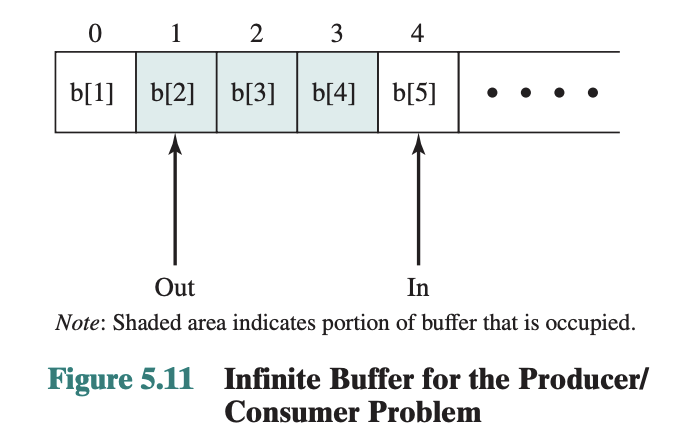 0 1 2 3 4
b[1] b[2] b[3] b[4] b[5] • • • •
Out In
Note: Shaded area indicates portion of buffer that is occupied.
Figure 5.11 Infinite Buffer for the Producer/
Consumer Problem